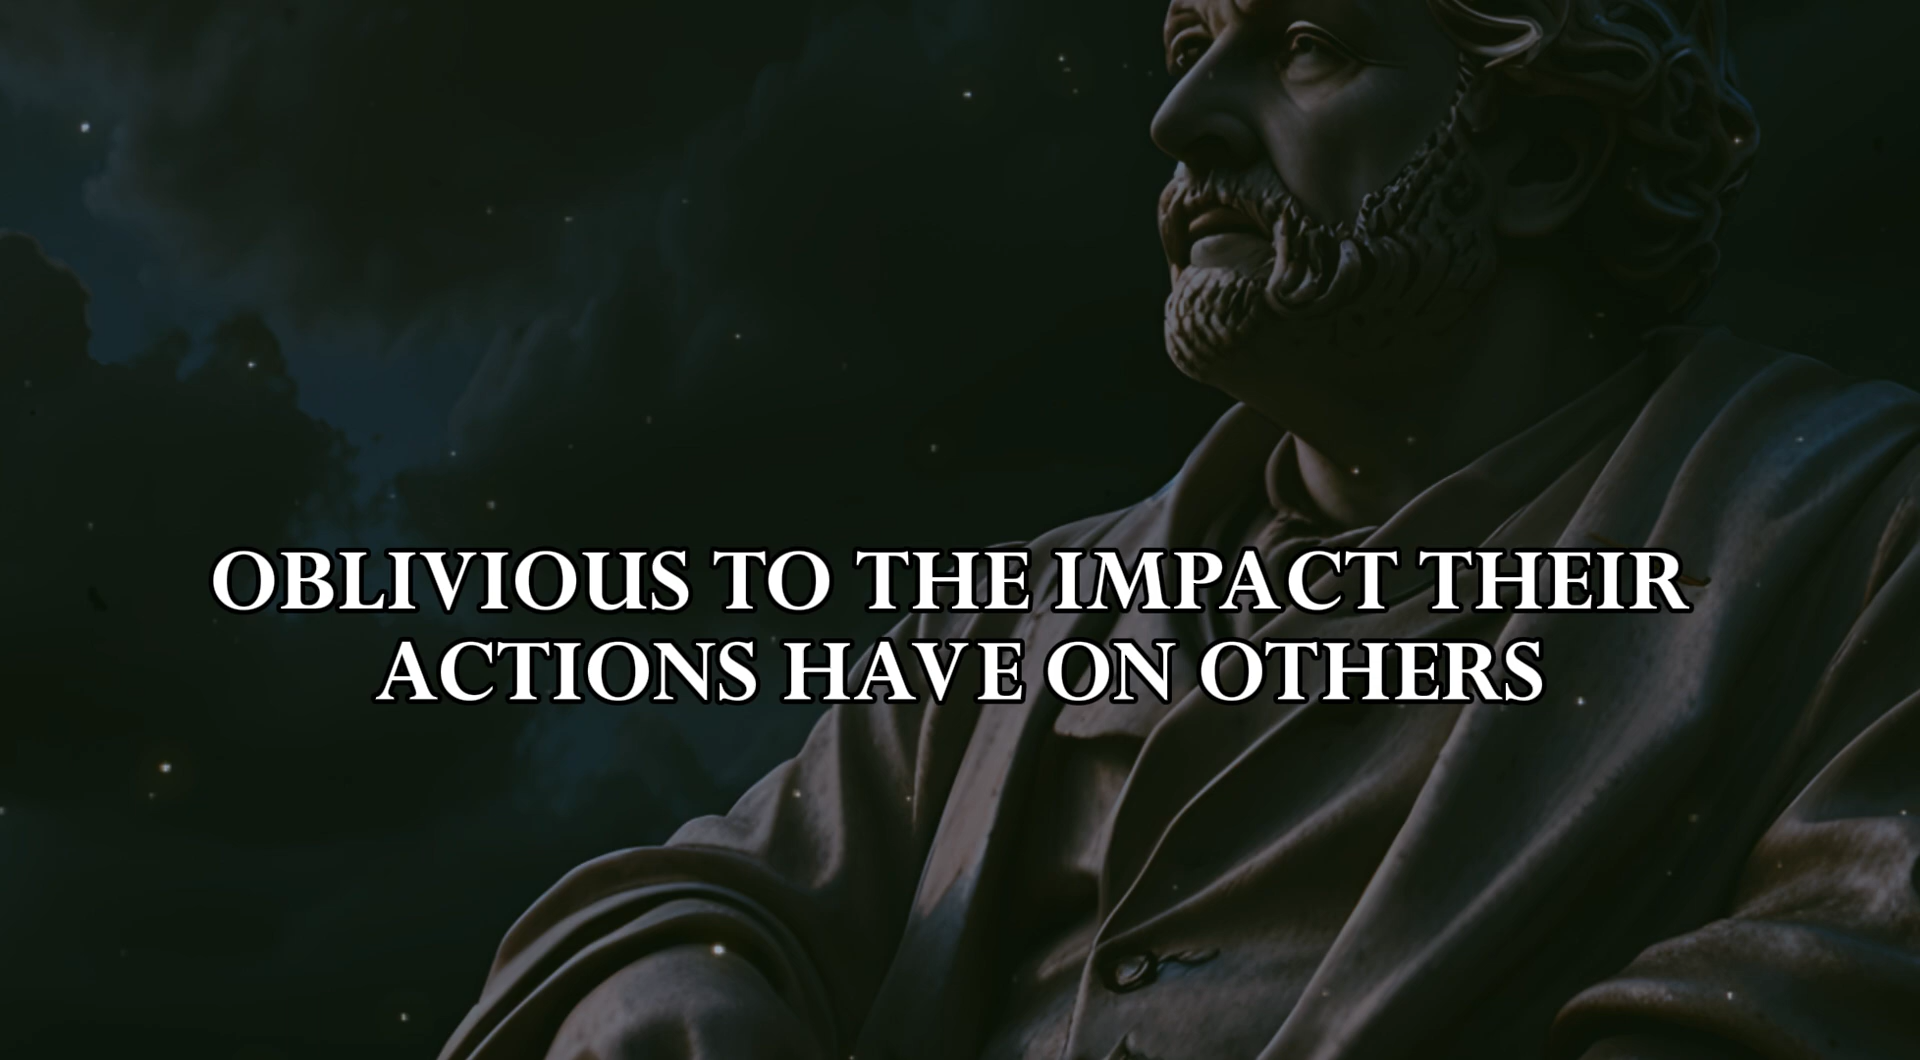 OBLIVIOUS TO THE IMPACT THEIR
ACTIONS HAVE ON OTHERS